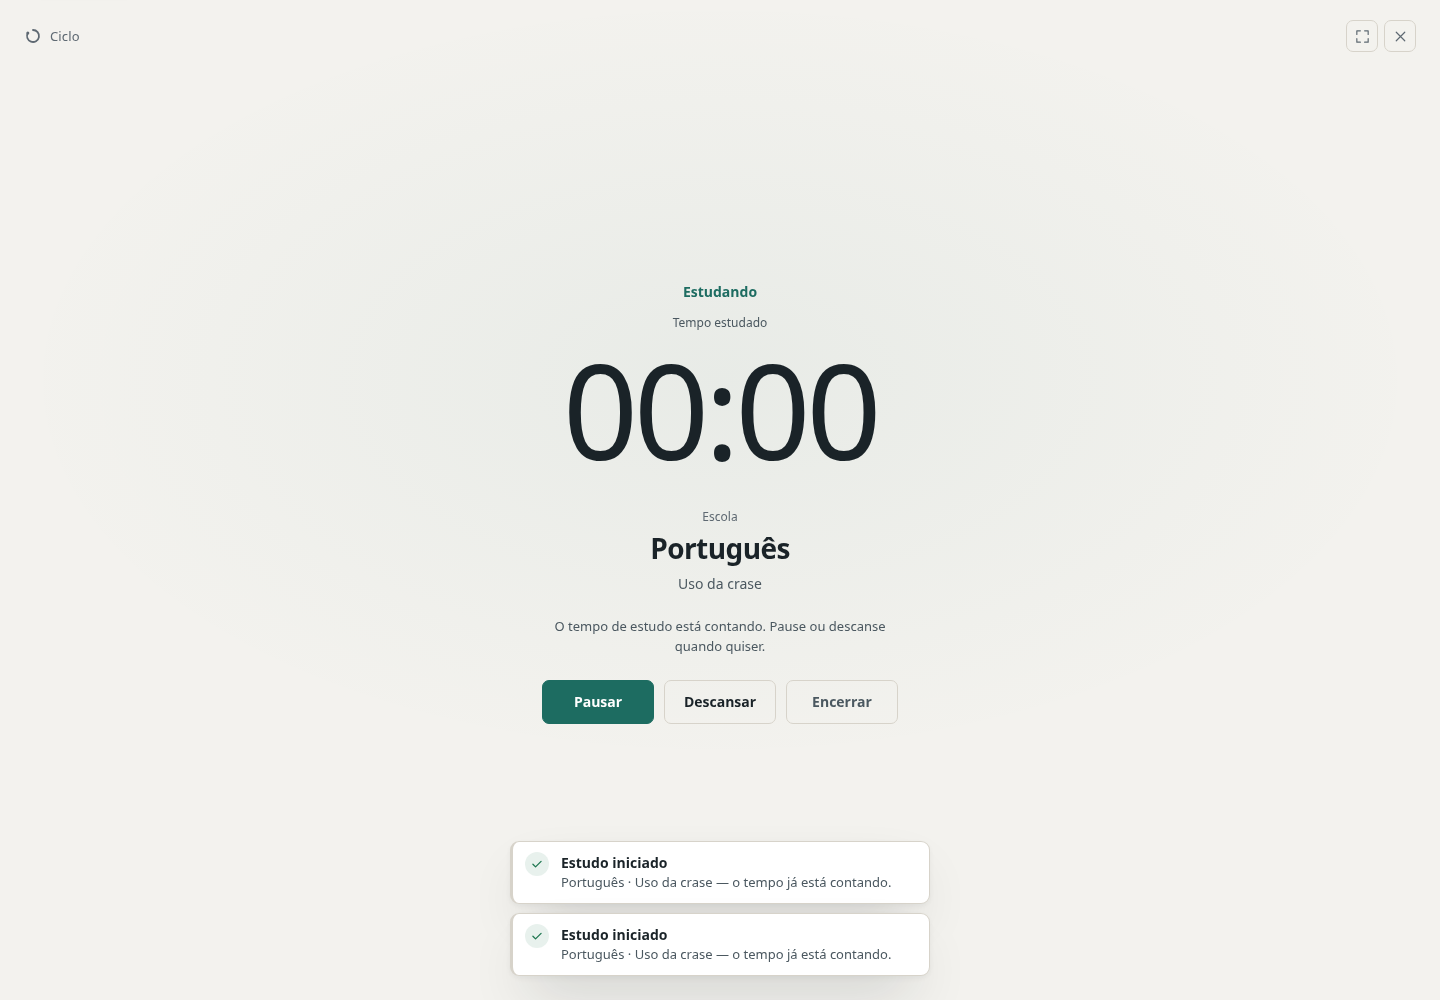 Ciclo
Estudando
Tempo estudado
00:00
Escola
Português
Uso da crase
O tempo de estudo está contando. Pause ou descanse
quando quiser.
Pausar
Descansar
Encerrar
Estudo iniciado
Português · Uso da crase — o tempo já está contando.
Estudo iniciado
Português · Uso da crase — o tempo já está contando.